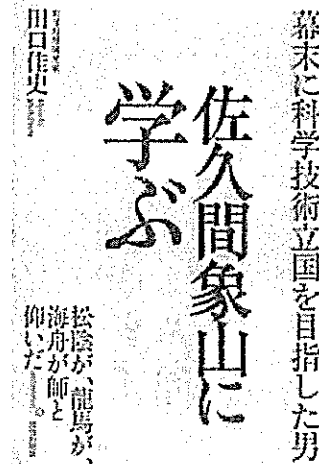 幕末に科学技術立国を目指した男
佐久間象山に
学ぶ
松陰が、龍馬が、
海舟が師と
仰いだ
田口佳史